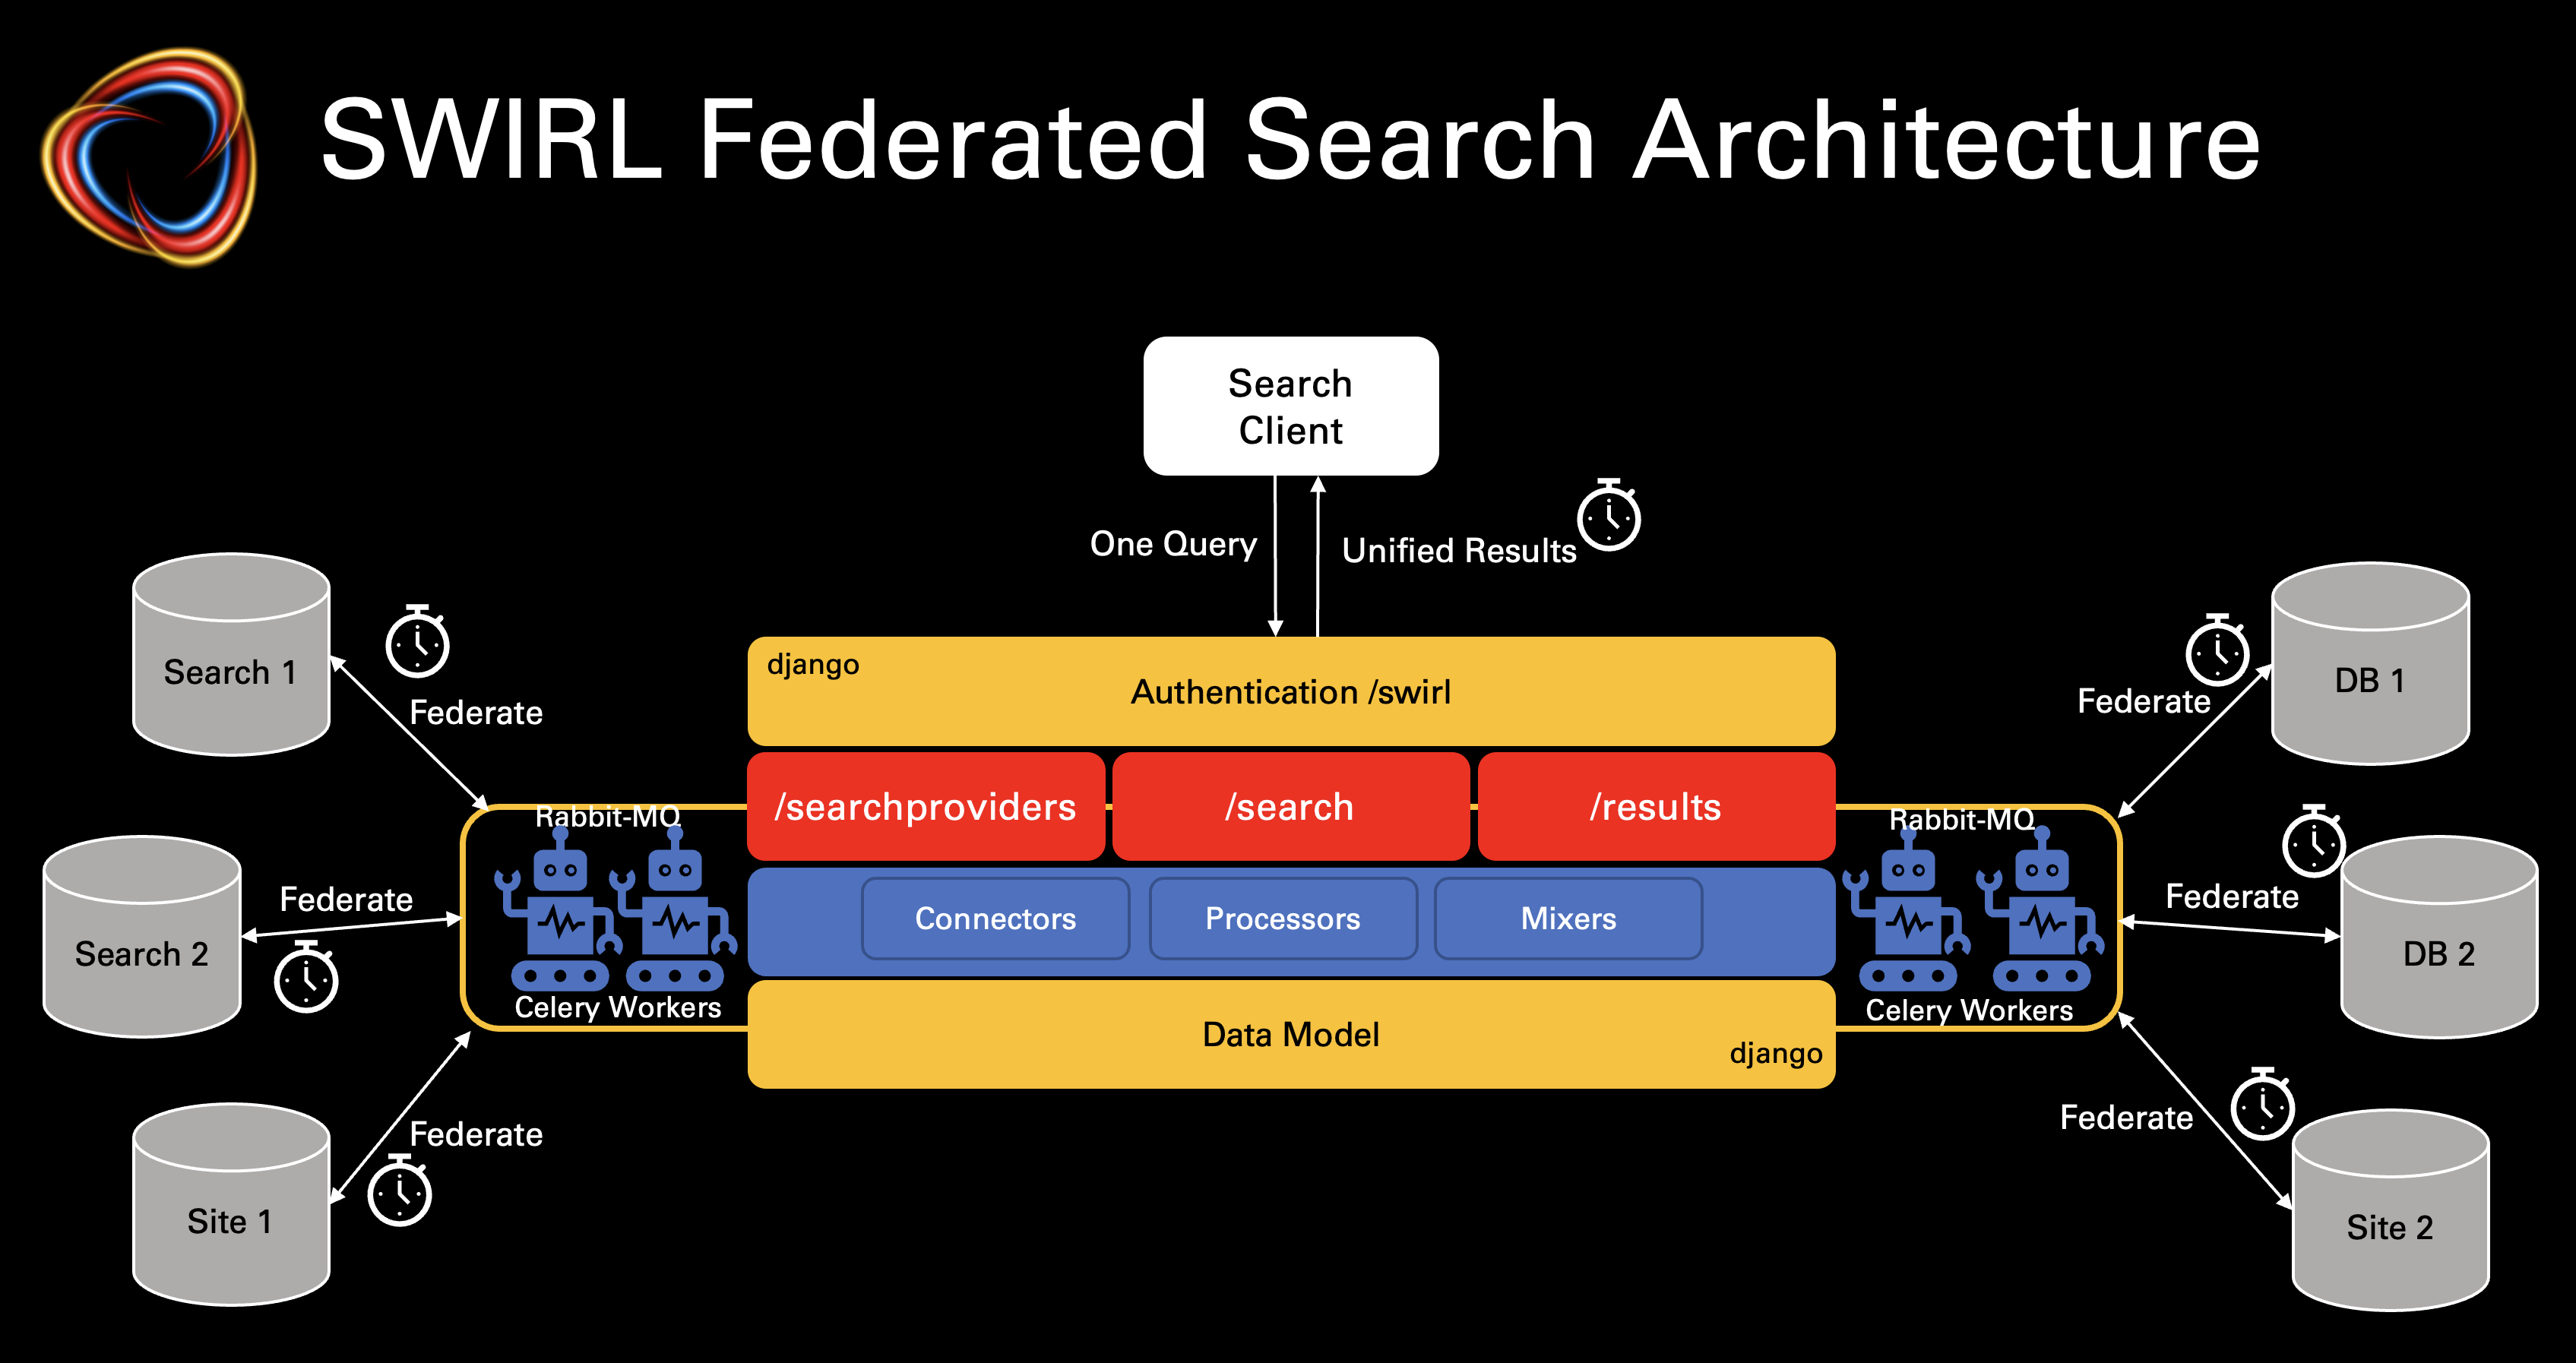 SWIRL Federated Search Architecture
Search
Client
One Query
Unified Results
Search 1
Federate
Search 2
Federate
Site 1
Federate
django
Authentication /swirl
/searchproviders
/search
/results
Rabbit-MQ
Celery Workers
Connectors
Processors
Mixers
Rabbit-MQ
Celery Workers
Data Model
django
Federate
DB 1
Federate
DB 2
Federate
Site 2